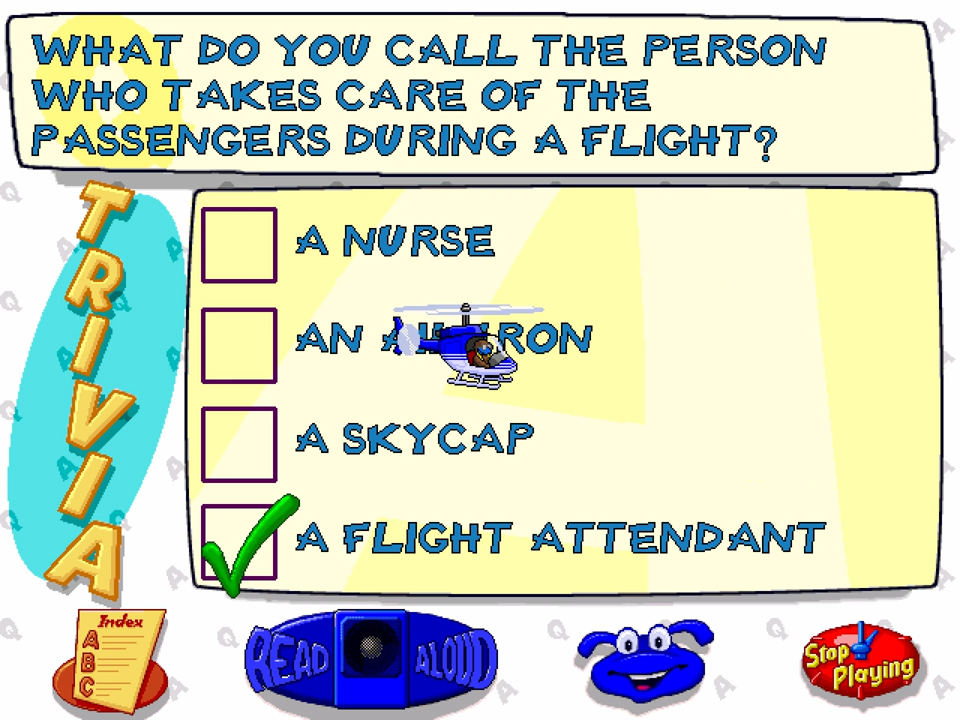 WHAT DO YOU CALL THE PERSON
WHO TAKES CARE OF THE
PASSENGERS DURING A FLIGHT?
TRIVIA
A NURSE
AN
A SKYCAP
A FLIGHT ATTENDANT
Index
A
B
C
READ ALOUD
Stop
Playing